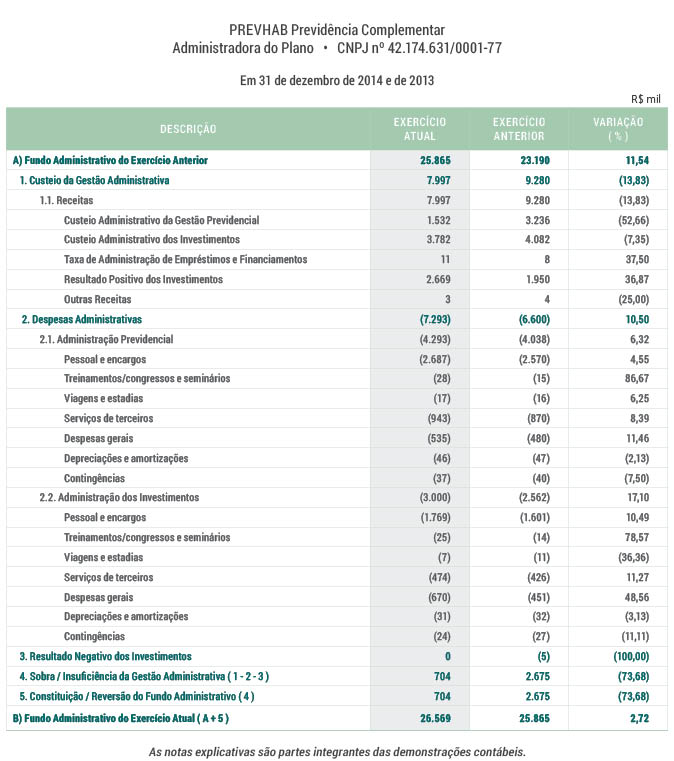 PREVHAB Previdência Complementar
Administradora do Plano • CNPJ nº 42.174.631/0001-77
Em 31 de dezembro de 2014 e de 2013
R$ mil
DESCRIÇÃO EXERCÍCIO ATUAL EXERCÍCIO ANTERIOR VARIAÇÃO ( % )
A) Fundo Administrativo do Exercício Anterior 25.865 23.190 11,54
1. Custeio da Gestão Administrativa 7.997 9.280 (13,83)
1.1. Receitas 7.997 9.280 (13,83)
Custeio Administrativo da Gestão Previdencial 1.532 3.236 (52,66)
Custeio Administrativo dos Investimentos 3.782 4.082 (7,35)
Taxa de Administração de Empréstimos e Financiamentos 11 8 37,50
Resultado Positivo dos Investimentos 2.669 1.950 36,87
Outras Receitas 3 4 (25,00)
2. Despesas Administrativas (7.293) (6.600) 10,50
2.1. Administração Previdencial (4.293) (4.038) 6,32
Pessoal e encargos (2.687) (2.570) 4,55
Treinamentos/congressos e seminários (28) (15) 86,67
Viagens e estadias (17) (16) 6,25
Serviços de terceiros (943) (870) 8,39
Despesas gerais (535) (480) 11,46
Depreciações e amortizações (46) (47) (2,13)
Contingências (37) (40) (7,50)
2.2. Administração dos Investimentos (3.000) (2.562) 17,10
Pessoal e encargos (1.769) (1.601) 10,49
Treinamentos/congressos e seminários (25) (14) 78,57
Viagens e estadias (7) (11) (36,36)
Serviços de terceiros (474) (426) 11,27
Despesas gerais (670) (451) 48,56
Depreciações e amortizações (31) (32) (3,13)
Contingências (24) (27) (11,11)
3. Resultado Negativo dos Investimentos 0 (5) (100,00)
4. Sobra / Insuficiência da Gestão Administrativa ( 1 - 2 - 3 ) 704 2.675 (73,68)
5. Constituição / Reversão do Fundo Administrativo ( 4 ) 704 2.675 (73,68)
B) Fundo Administrativo do Exercício Atual ( A + 5 ) 26.569 25.865 2,72
As notas explicativas são partes integrantes das demonstrações contábeis.